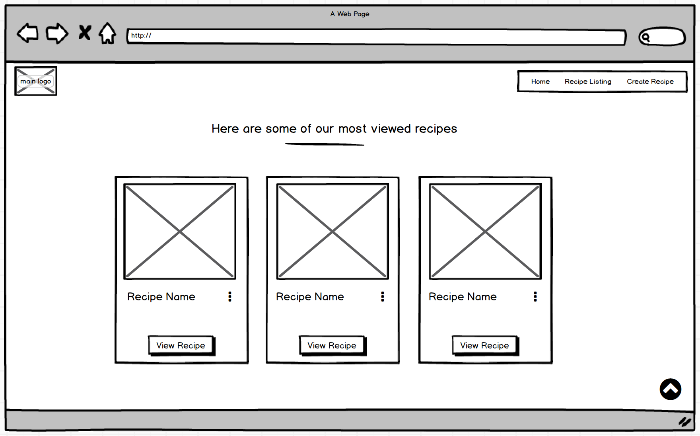 A Web Page
http://
main logo
Home Recipe Listing Create Recipe
Here are some of our most viewed recipes
Recipe Name
Recipe Name
Recipe Name
View Recipe
View Recipe
View Recipe